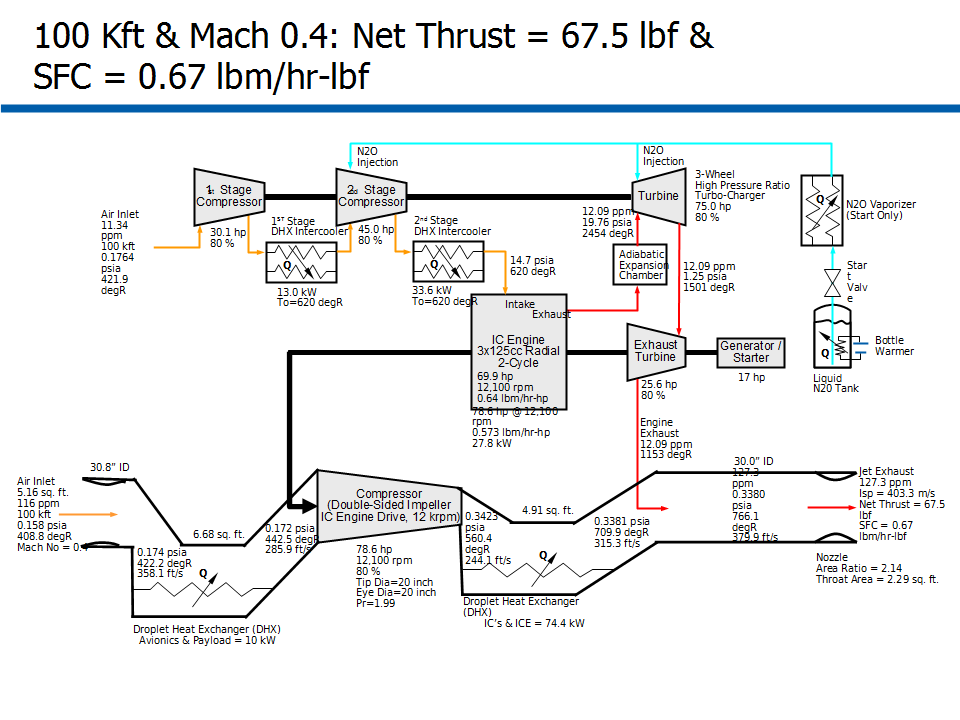 100 Kft & Mach 0.4: Net Thrust = 67.5 lbf &
SFC = 0.67 lbm/hr-lbf
N2O
Injection
N2O
Injection
1st Stage
Compressor
2nd Stage
Compressor
Turbine
3-Wheel
High Pressure Ratio
Turbo-Charger
75.0 hp
80 %
Q
N2O Vaporizer
(Start Only)
Air Inlet
11.34
ppm
100 kft
0.1764
psia
421.9
degR
30.1 hp
80 %
1ST Stage
DHX Intercooler
Q
13.0 kW
To=620 degR
45.0 hp
80 %
2nd Stage
DHX Intercooler
Q
33.6 kW
To=620 degR
14.7 psia
620 degR
12.09 ppm
19.76 psia
2454 degR
Adiabatic
Expansion
Chamber
12.09 ppm
1.25 psia
1501 degR
Star
t
Valv
e
Intake
Exhaust
IC Engine
3x125cc Radial
2-Cycle
69.9 hp
12,100 rpm
0.64 lbm/hr-hp
78.6 hp @ 12,100
rpm
0.573 lbm/hr-hp
27.8 kW
Exhaust
Turbine
25.6 hp
80 %
Generator /
Starter
17 hp
Q
Bottle
Warmer
Liquid
N20 Tank
Engine
Exhaust
12.09 ppm
1153 degR
Air Inlet
5.16 sq. ft.
116 ppm
100 kft
0.158 psia
408.8 degR
Mach No = 0.4
30.8" ID
6.68 sq. ft.
0.174 psia
422.2 degR
358.1 ft/s
Q
Droplet Heat Exchanger (DHX)
Avionics & Payload = 10 kW
0.172 psia
442.5 degR
285.9 ft/s
Compressor
(Double-Sided Impeller
IC Engine Drive, 12 krpm)
78.6 hp
12,100 rpm
80 %
Tip Dia=20 inch
Eye Dia=20 inch
Pr=1.99
0.3423
psia
560.4
degR
244.1 ft/s
4.91 sq. ft.
Q
Droplet Heat Exchanger
(DHX)
IC's & ICE = 74.4 kW
0.3381 psia
709.9 degR
315.3 ft/s
30.0" ID
127.3
ppm
0.3380
psia
766.1
degR
379.9 ft/s
Jet Exhaust
127.3 ppm
Isp = 403.3 m/s
Net Thrust = 67.5
lbf
SFC = 0.67
lbm/hr-lbf
Nozzle
Area Ratio = 2.14
Throat Area = 2.29 sq. ft.